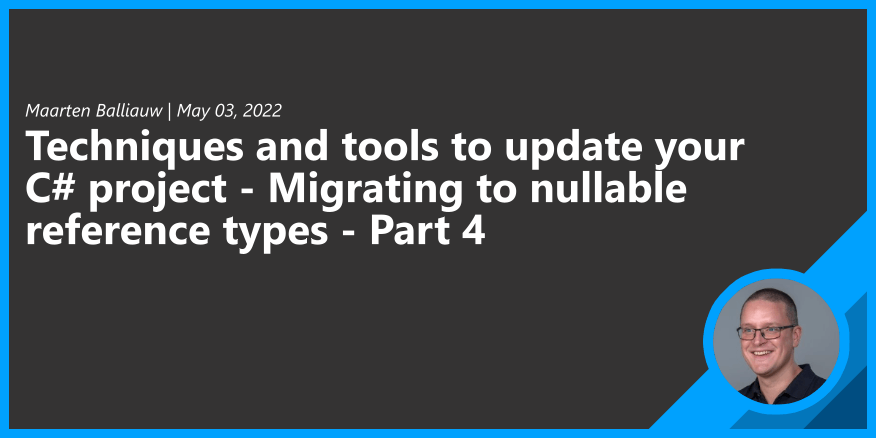 Maarten Balliauw | May 03, 2022
Techniques and tools to update your
C# project - Migrating to nullable
reference types - Part 4